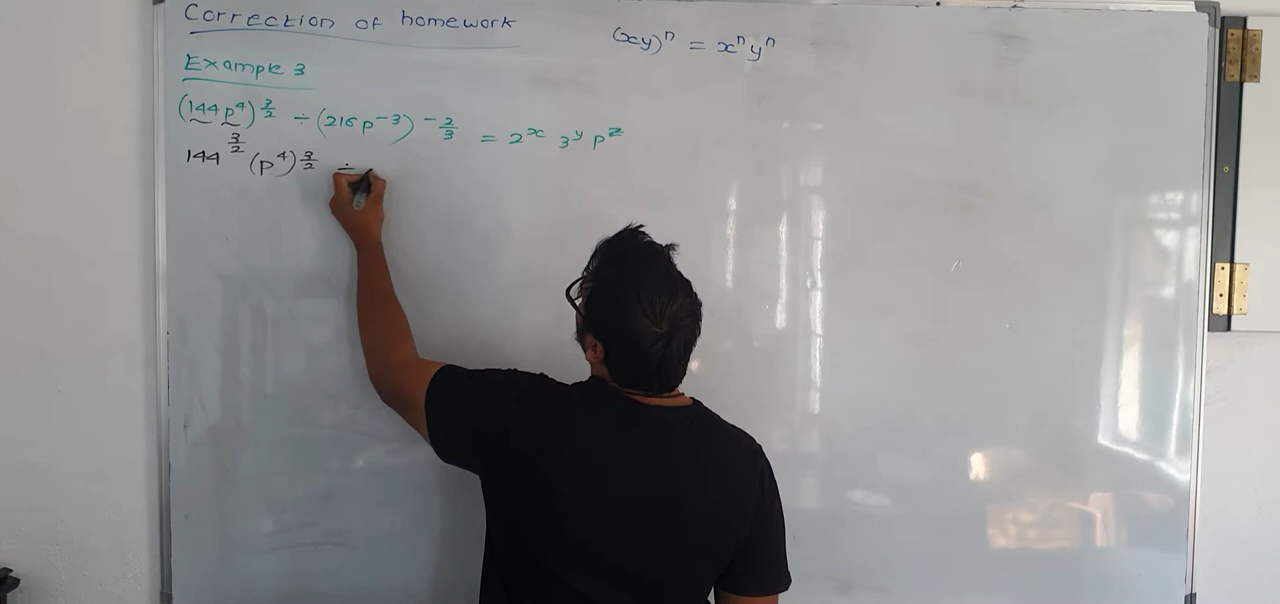 Correction of homework
(xy)ⁿ = xⁿyⁿ
Example 3
(144p⁴)^3/2 ÷ (216p⁻³)^-2/3 = 2ˣ 3ʸ pᶻ
144^3/2 (p⁴)^3/2 ÷